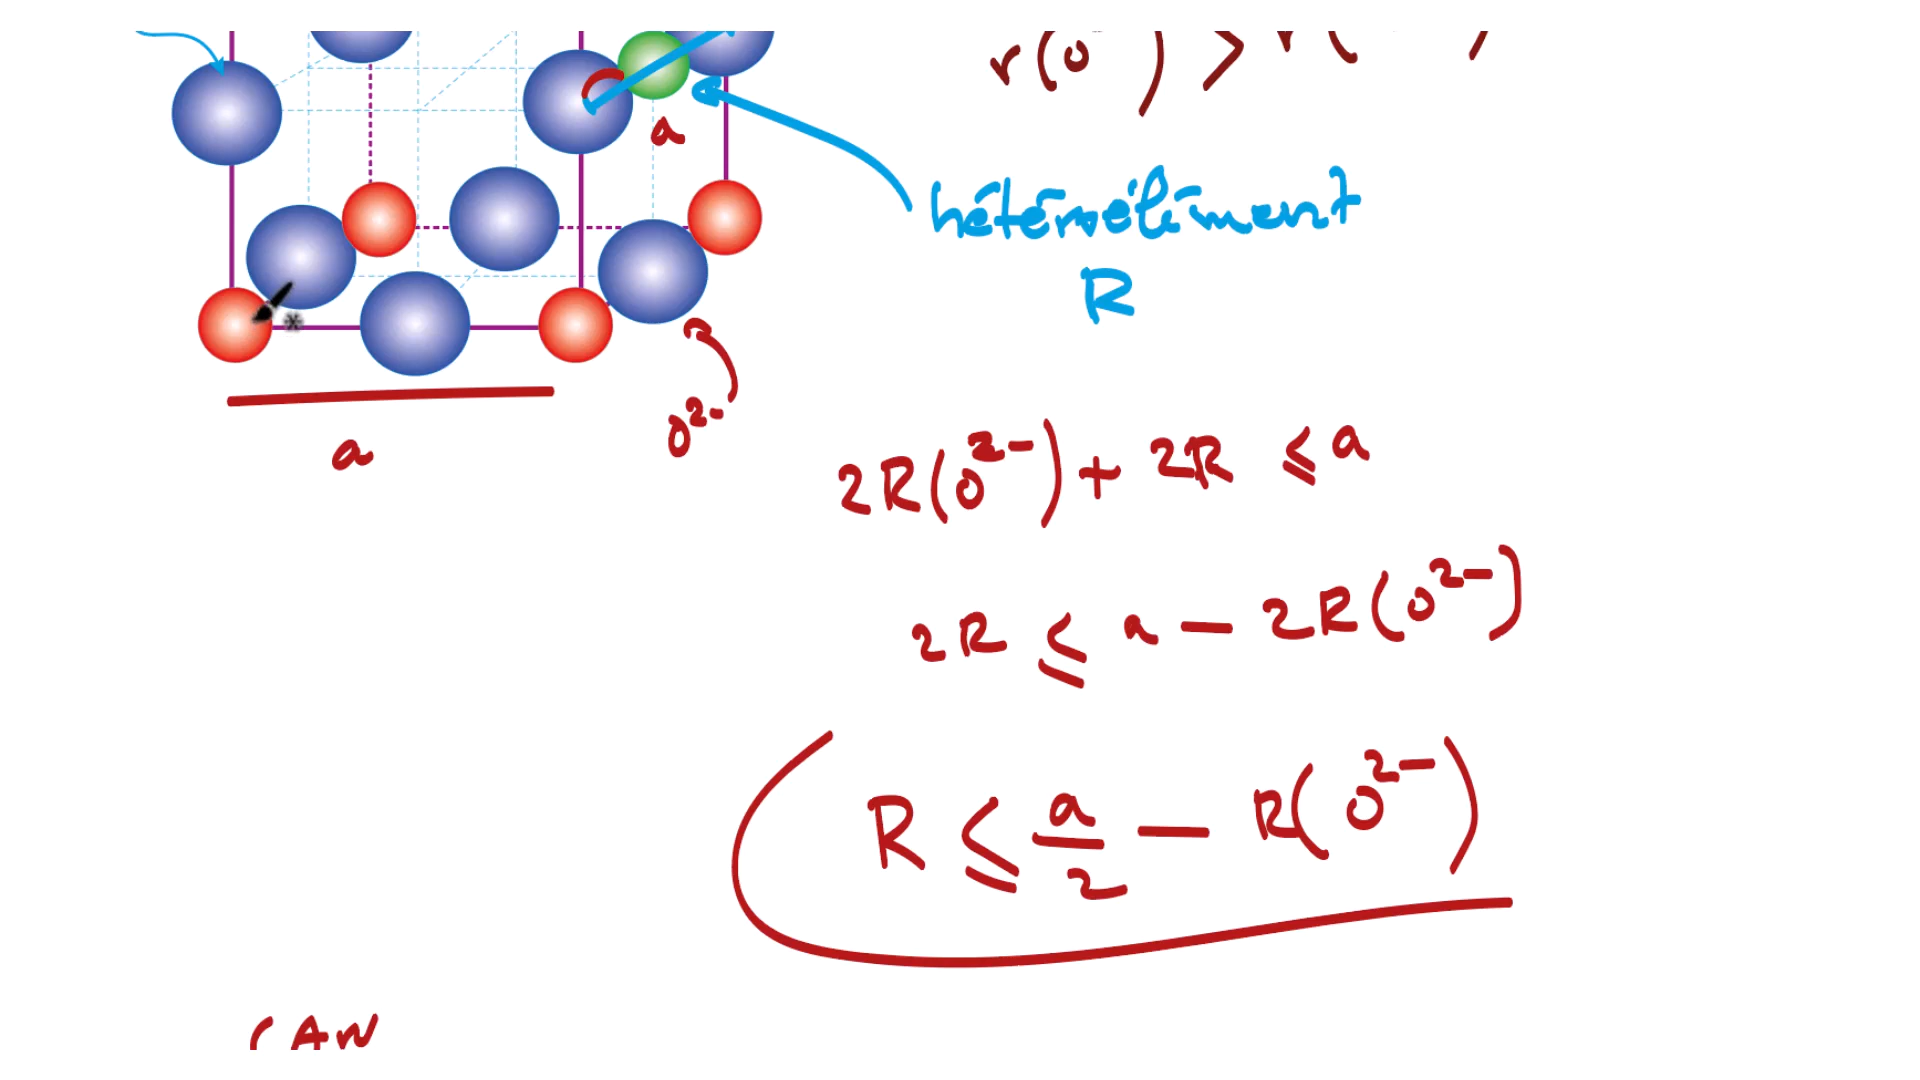 a
hétéroélément
R
a
O²⁻
2R(O²⁻) + 2R ≤ a
2R ≤ a − 2R(O²⁻)
R ≤ a/2 − R(O²⁻)